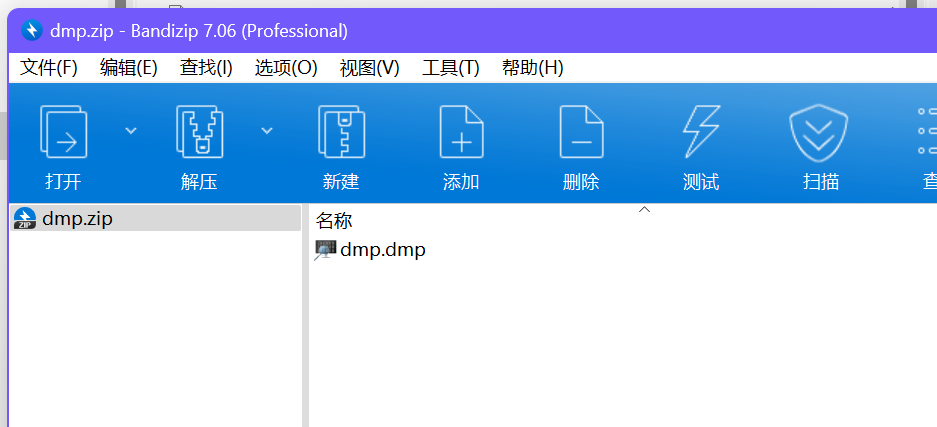 dmp.zip - Bandizip 7.06 (Professional)
文件(F) 编辑(E) 查找(I) 选项(O) 视图(V) 工具(T) 帮助(H)
打开 解压 新建 添加 删除 测试 扫描
ZIP dmp.zip
名称
dmp.dmp